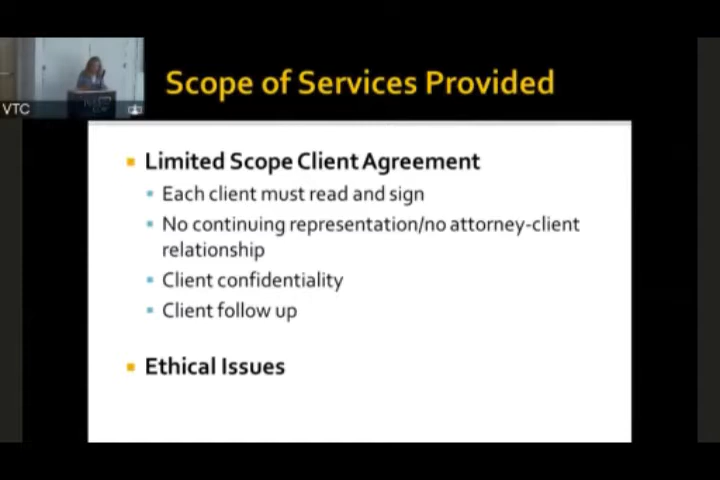 VTC
Scope of Services Provided
Limited Scope Client Agreement
Each client must read and sign
No continuing representation/no attorney-client
relationship
Client confidentiality
Client follow up
Ethical Issues